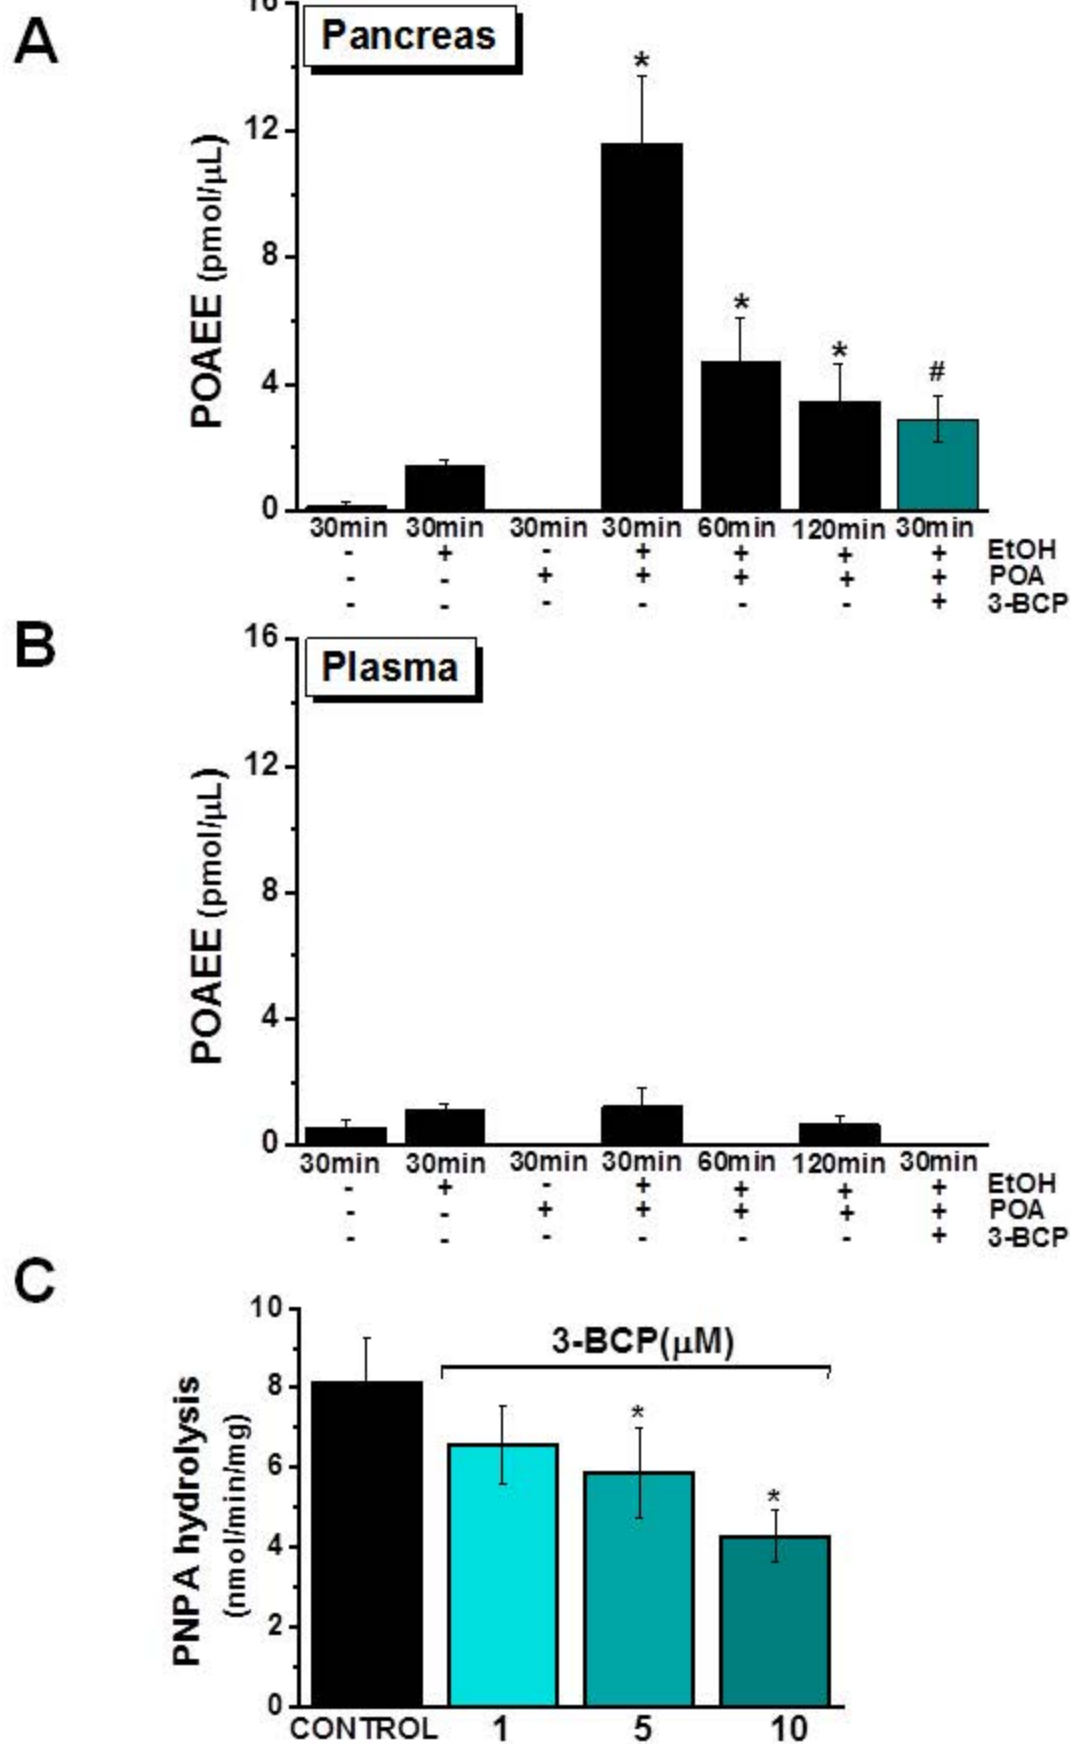 A
16
Pancreas
*
12
POAEE (pmol/μL)
8
*
*
#
4
0
30min 30min 30min 30min 60min 120min 30min
- + - + + + + EtOH
- - + + + + + POA
- - - - - - + 3-BCP
B
16
Plasma
12
POAEE (pmol/μL)
8
4
0
30min 30min 30min 30min 60min 120min 30min
- + - + + + + EtOH
- - + + + + + POA
- - - - - - + 3-BCP
C
10
3-BCP(μM)
PNPA hydrolysis
(nmol/min/mg)
8
*
6
*
4
2
0
CONTROL 1 5 10